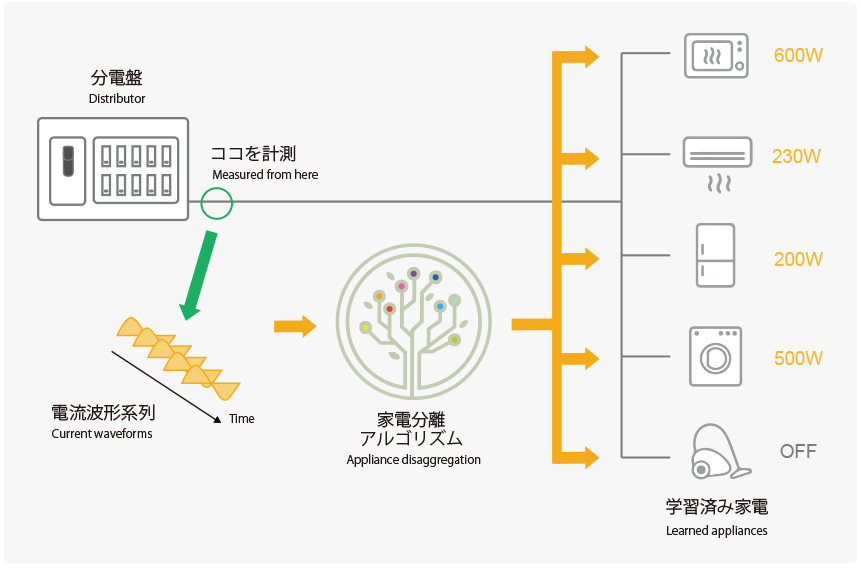 分電盤
Distributor
ココを計測
Measured from here
電流波形系列
Current waveforms
Time
家電分離
アルゴリズム
Appliance disaggregation
600W
230W
200W
500W
OFF
学習済み家電
Learned appliances